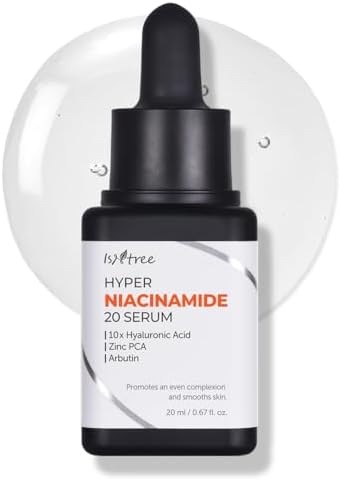 Isntree
HYPER
NIACINAMIDE
20 SERUM
| 10x Hyaluronic Acid
| Zinc PCA
| Arbutin
Promotes an even complexion
and smooths skin.
20 ml / 0.67 fl. oz.